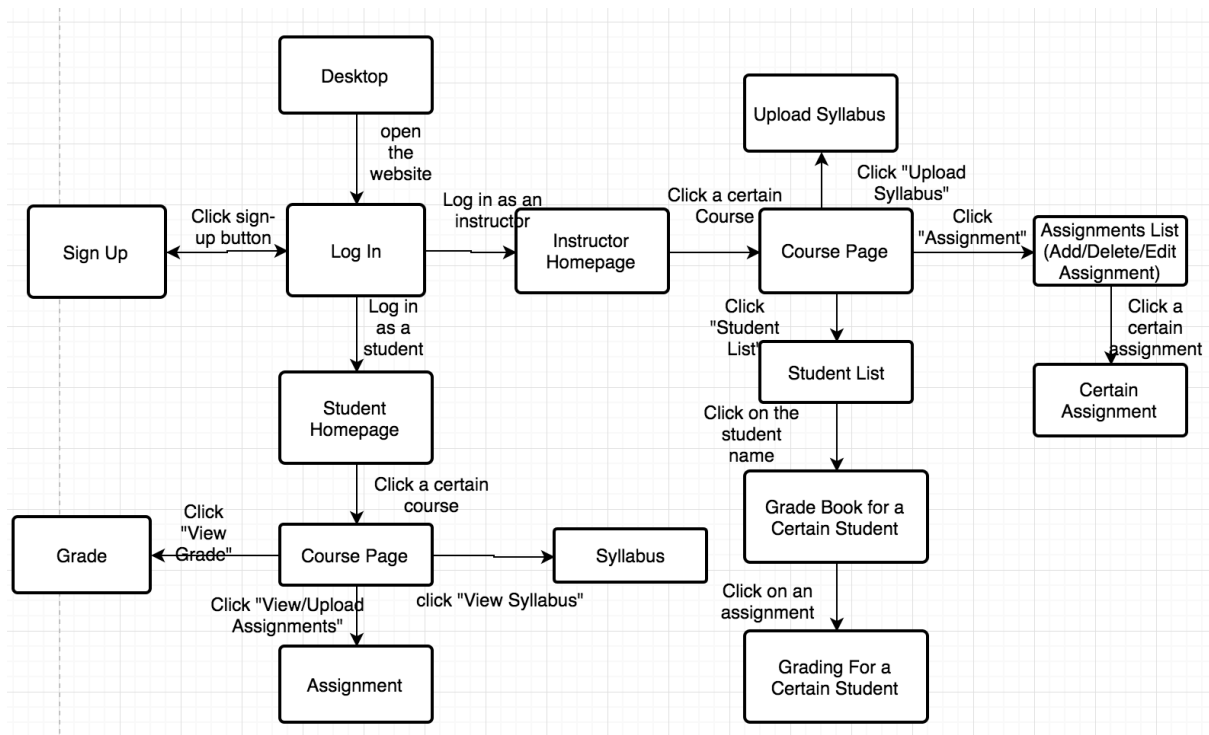 Desktop
open
the
website
Upload Syllabus
Click "Upload
Syllabus"
Sign Up
Click sign-
up button
Log In
Log in as an
instructor
Instructor
Homepage
Click a certain
Course
Course Page
Click
"Assignment"
Assignments List
(Add/Delete/Edit
Assignment)
Log in
as a
student
Click
"Student
List"
Click a
certain
assignment
Student List
Certain
Assignment
Student
Homepage
Click on the
student
name
Click a certain
course
Grade Book for a
Certain Student
Click
"View
Grade"
Grade
Course Page
Syllabus
click "View Syllabus"
Click "View/Upload
Assignments"
Click on an
assignment
Assignment
Grading For a
Certain Student